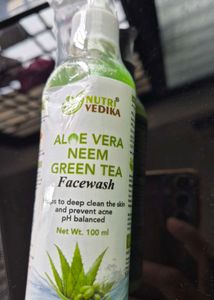 NUTRI
VEDIKA
ALOE VERA
NEEM
GREEN TEA
Facewash
Helps to deep clean the skin
and prevent acne
pH balanced
Net Wt. 100 ml